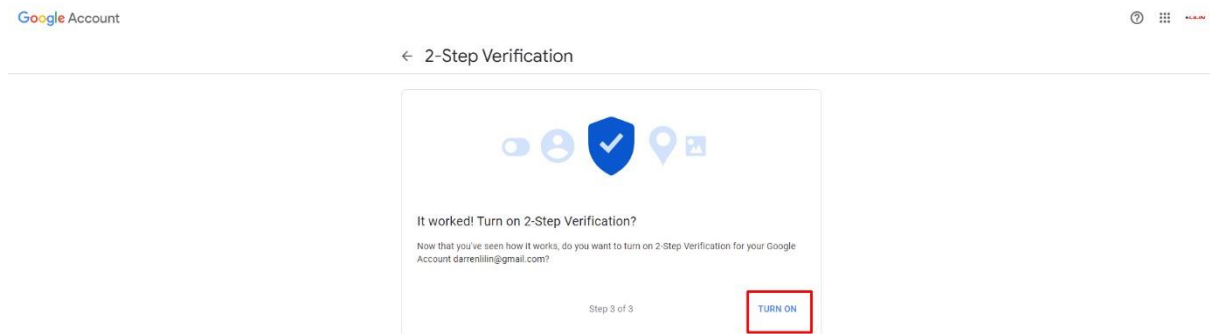 Google Account
2-Step Verification
It worked! Turn on 2-Step Verification?
Now that you've seen how it works, do you want to turn on 2-Step Verification for your Google
Account darrenlilin@gmail.com?
Step 3 of 3
TURN ON